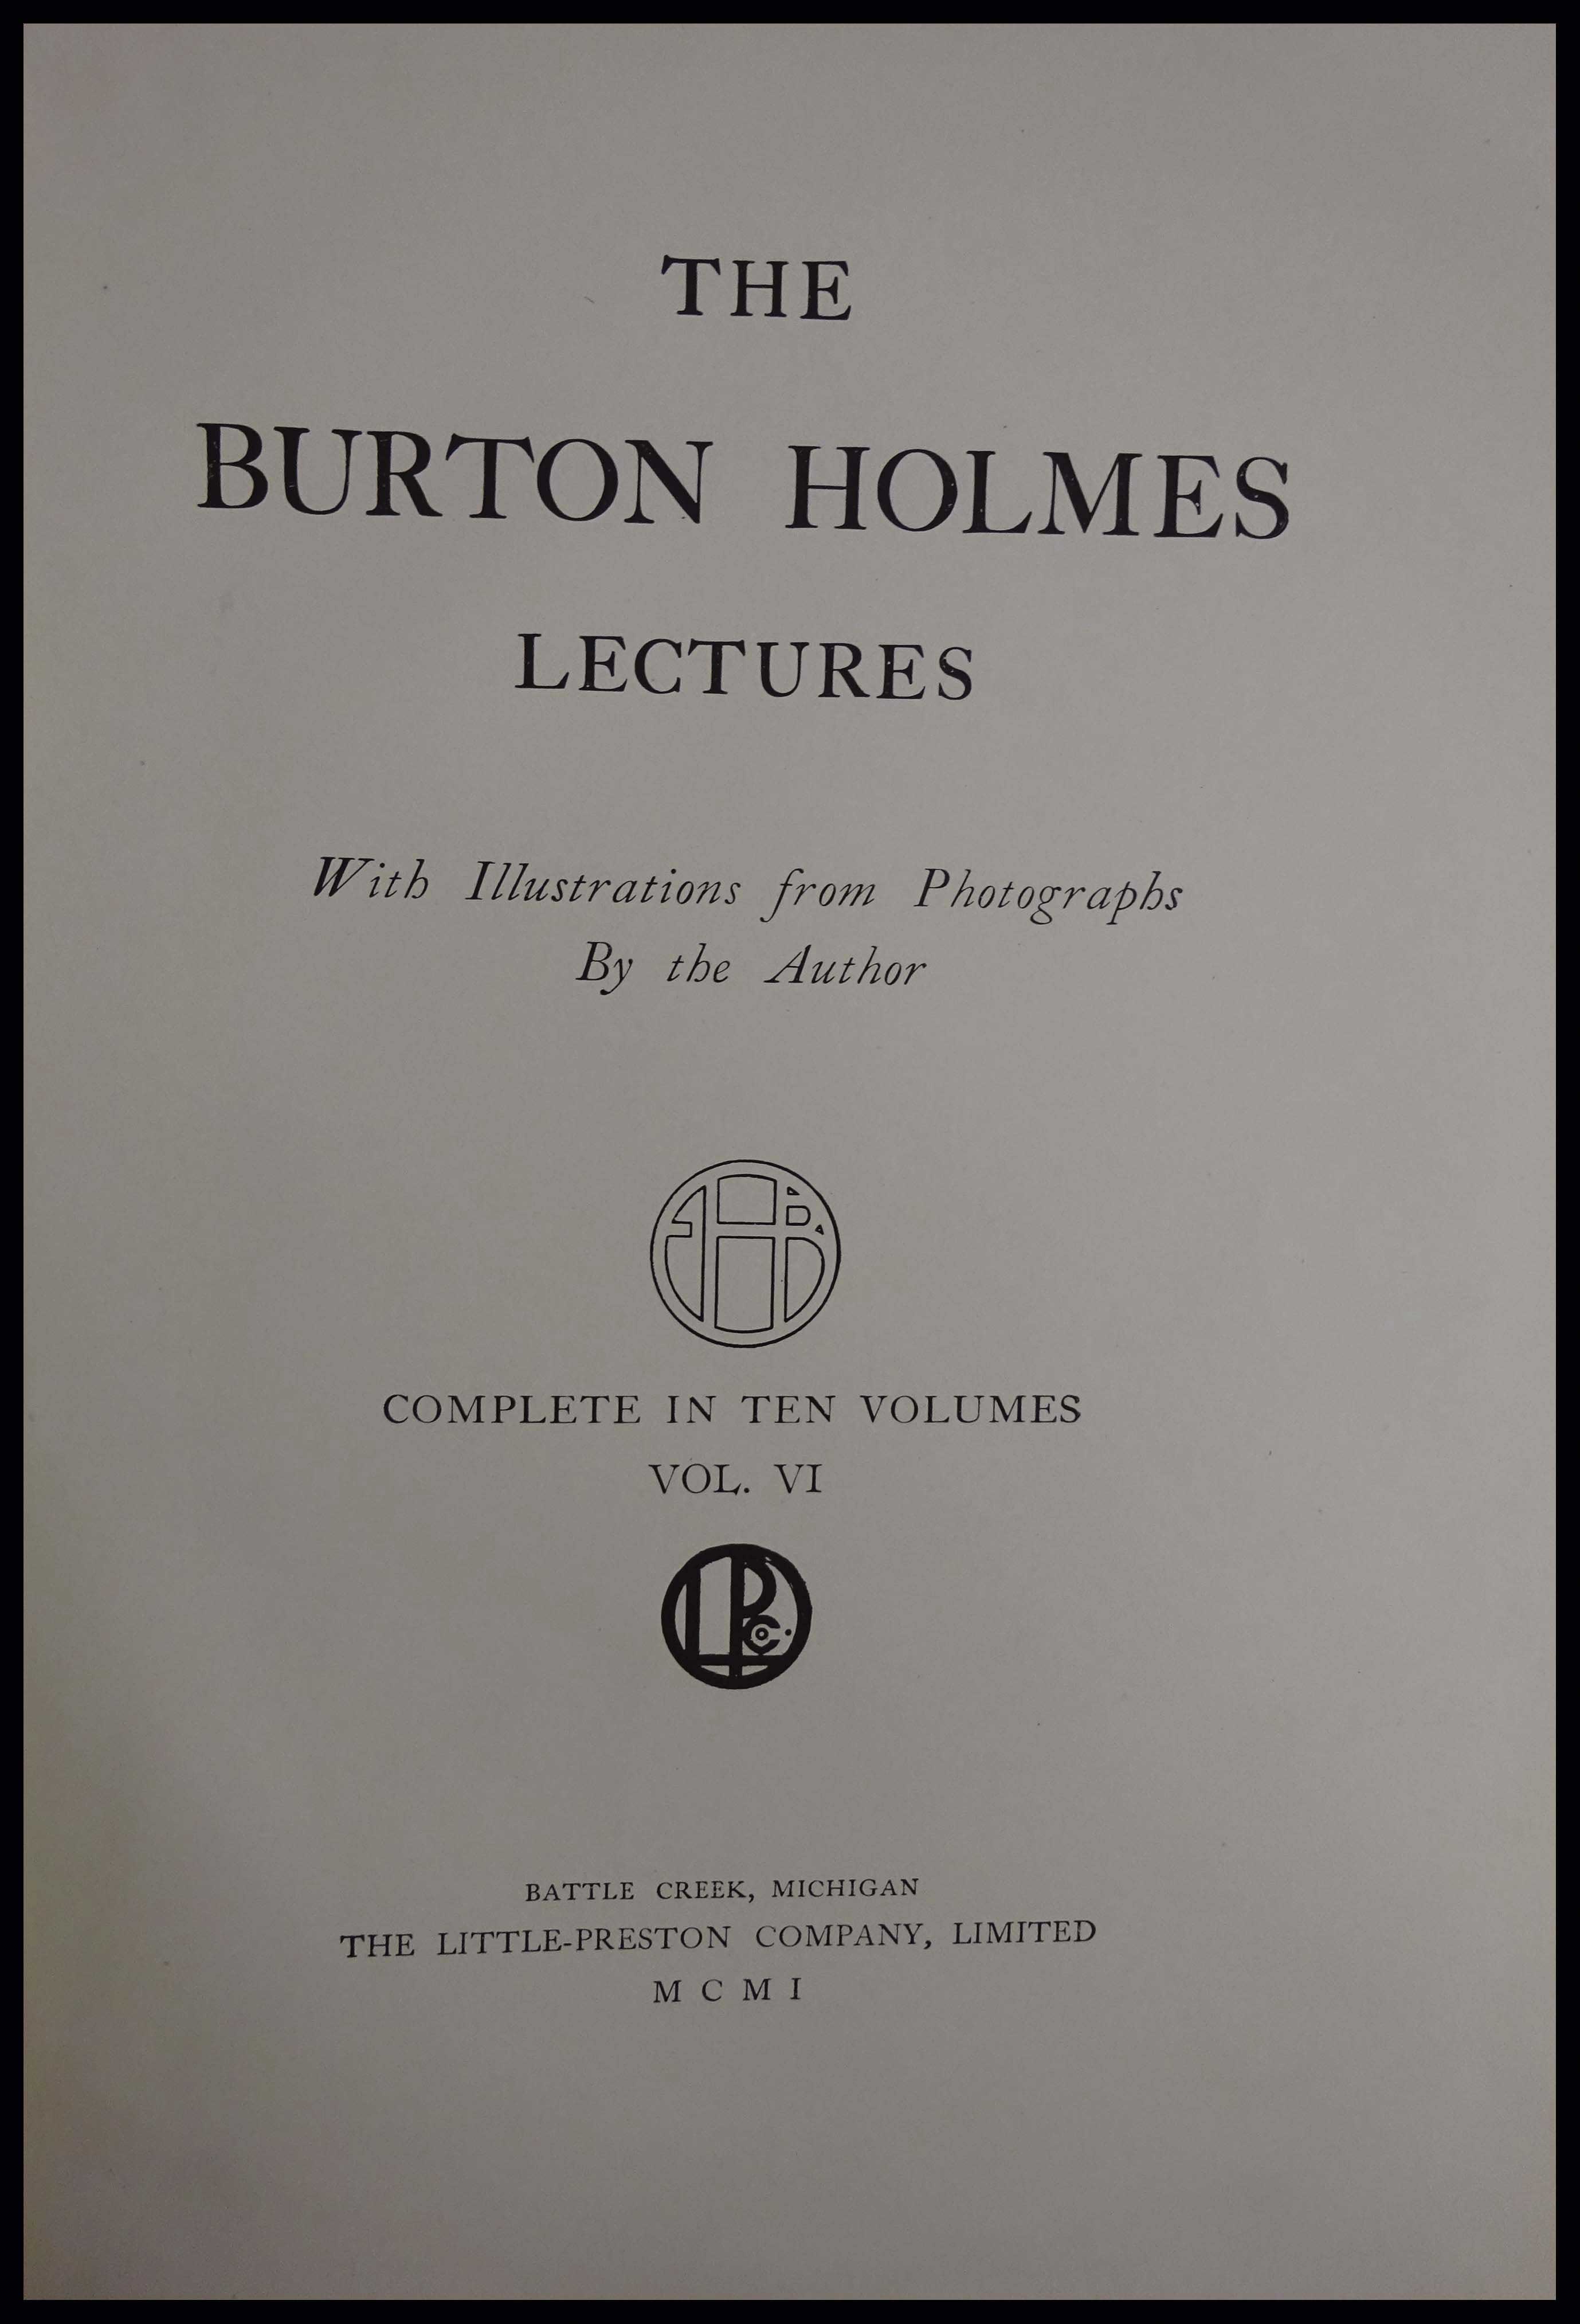 THE
BURTON HOLMES
LECTURES
With Illustrations from Photographs
By the Author
COMPLETE IN TEN VOLUMES
VOL. VI
LPCo.
BATTLE CREEK, MICHIGAN
THE LITTLE-PRESTON COMPANY, LIMITED
M C M I